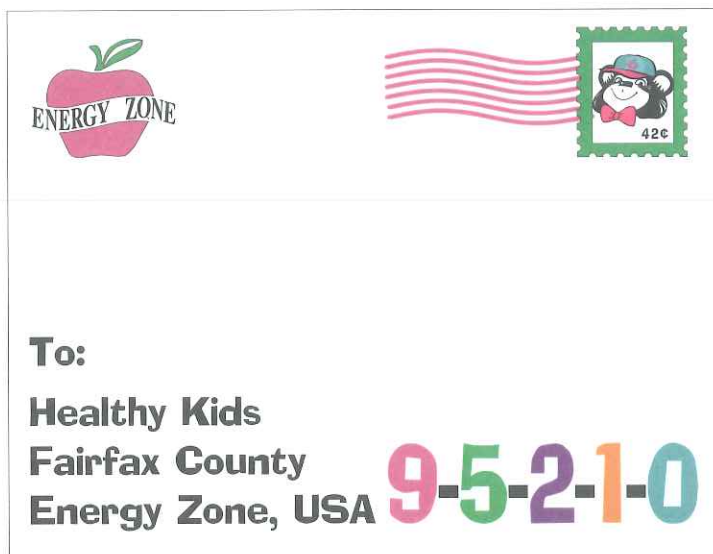 ENERGY ZONE
42¢
To:
Healthy Kids
Fairfax County
Energy Zone, USA 9-5-2-1-0